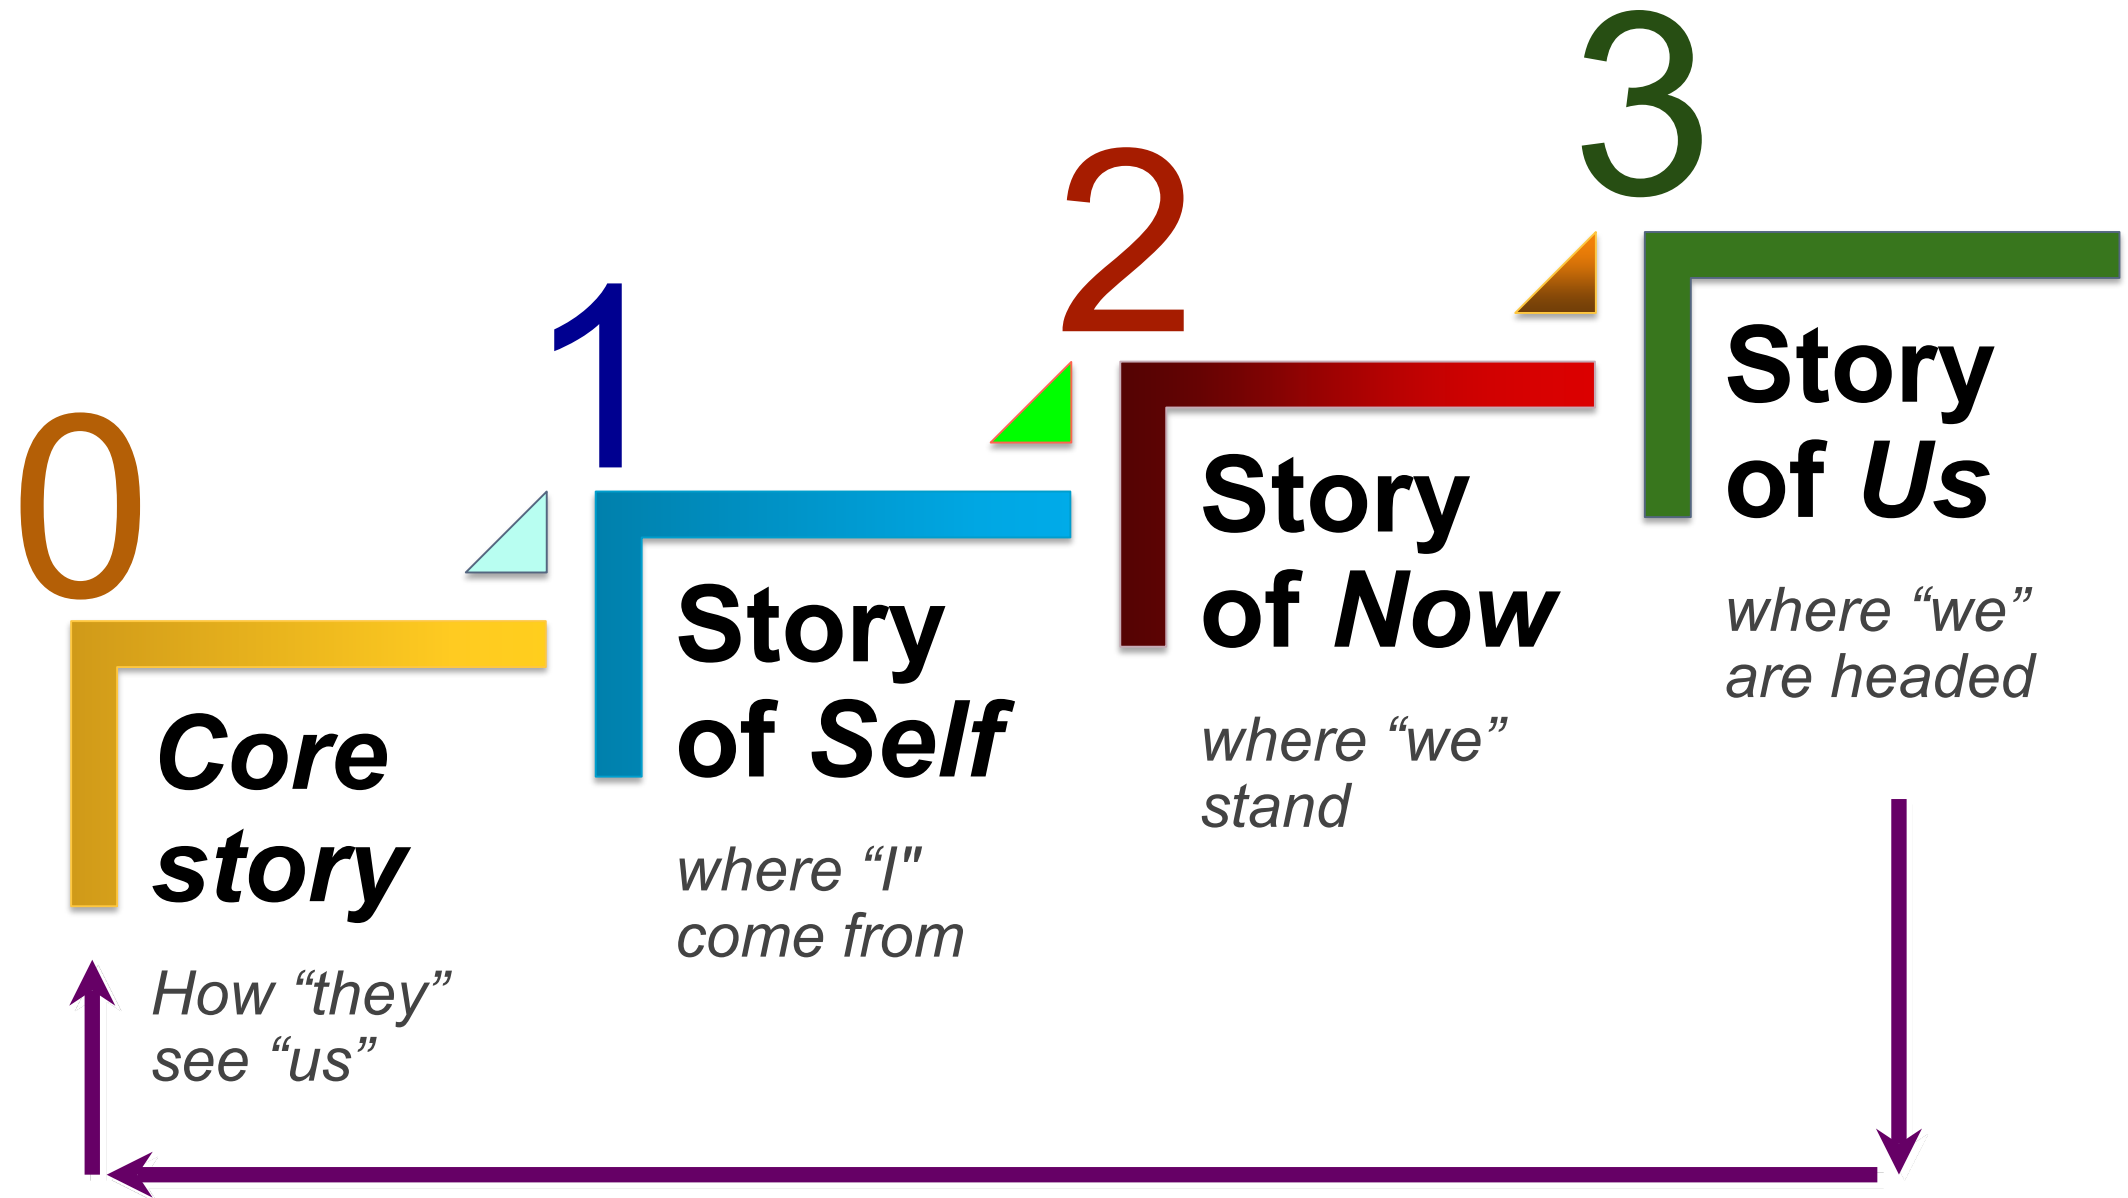 0
Core
story
How “they”
see “us”
1
Story
of Self
where “I"
come from
2
Story
of Now
where “we”
stand
3
Story
of Us
where “we”
are headed